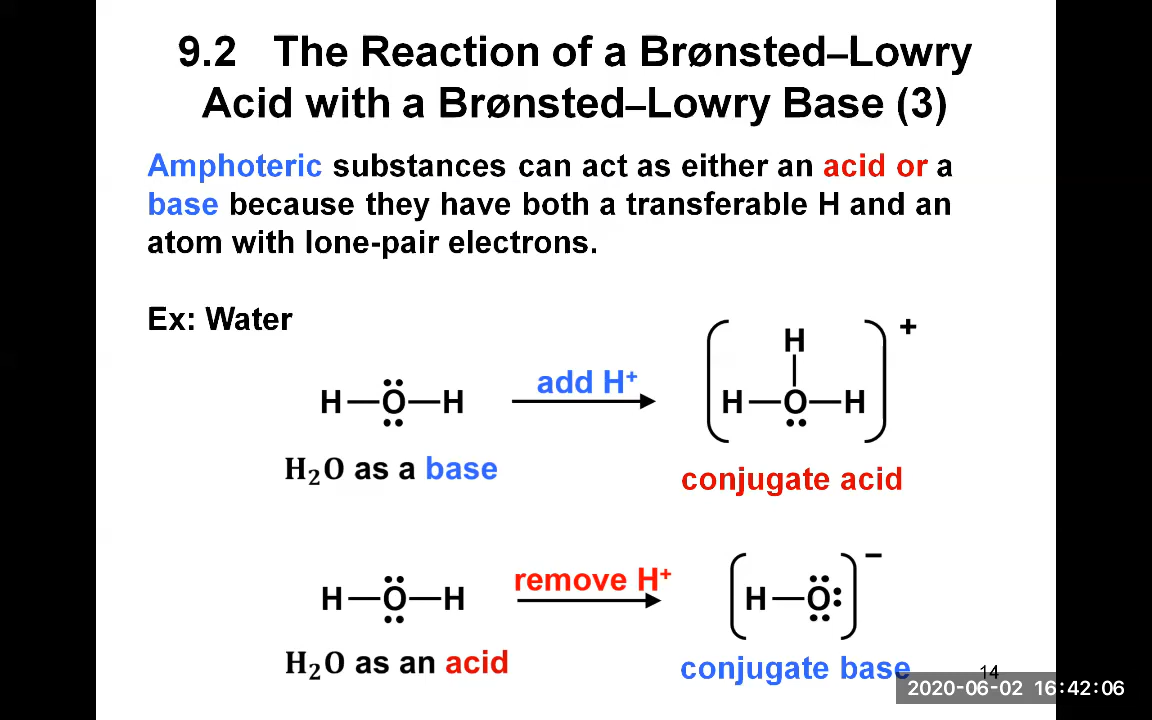 9.2 The Reaction of a Brønsted–Lowry
Acid with a Brønsted–Lowry Base (3)
Amphoteric substances can act as either an acid or a
base because they have both a transferable H and an
atom with lone-pair electrons.
Ex: Water
H—O—H
add H⁺
H
H—O—H
+
H₂O as a base
conjugate acid
H—O—H
remove H⁺
H—O
−
H₂O as an acid
conjugate base
14
2020-06-02 16:42:06